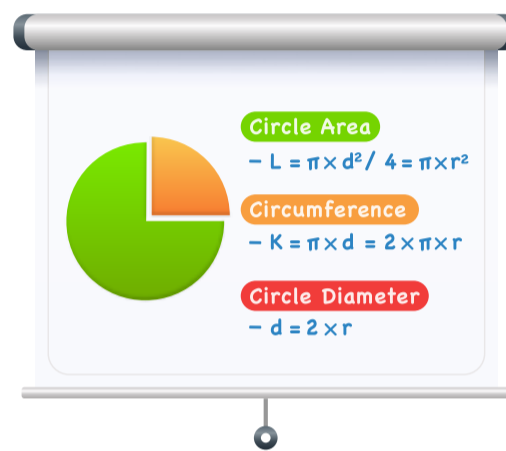 Circle Area
– L = π × d² / 4 = π × r²
Circumference
– K = π × d = 2 × π × r
Circle Diameter
– d = 2 × r